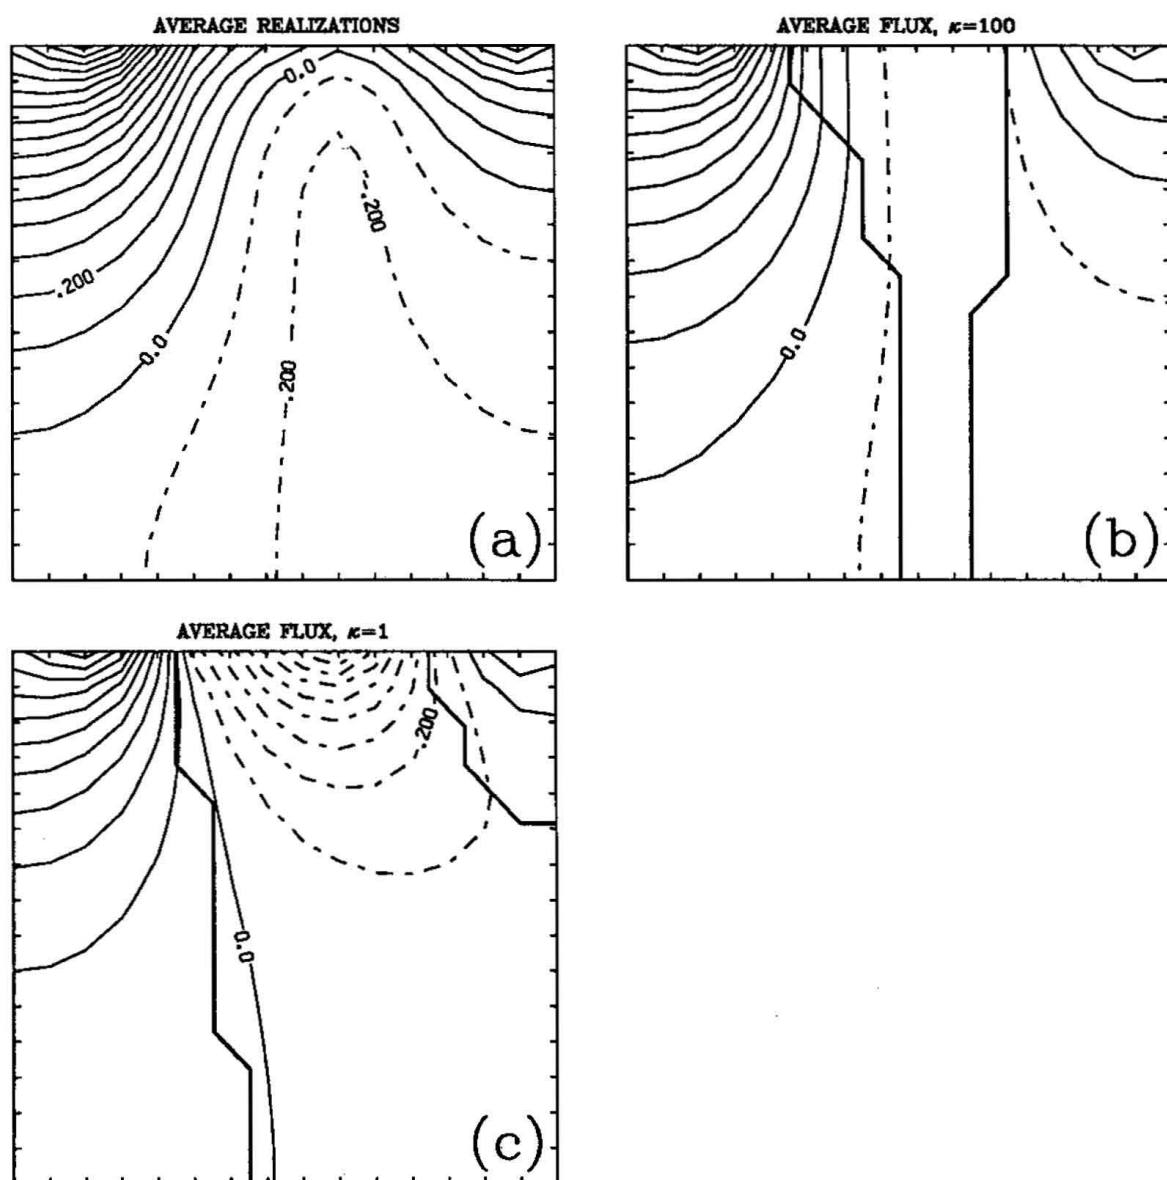 AVERAGE REALIZATIONS
0.0
.200
.200
0.0
.200
(a)
AVERAGE FLUX, κ=100
0.0
(b)
AVERAGE FLUX, κ=1
.200
0.0
(c)